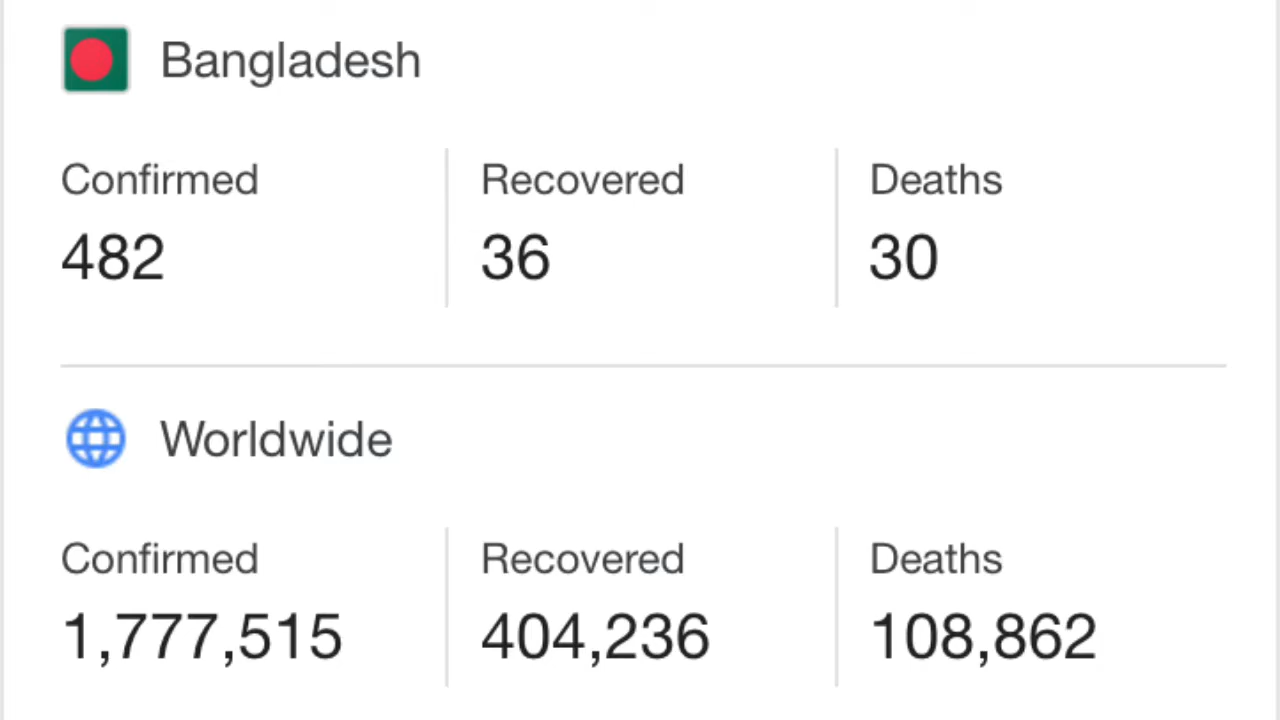 Bangladesh
Confirmed Recovered Deaths
482 36 30
Worldwide
Confirmed Recovered Deaths
1,777,515 404,236 108,862